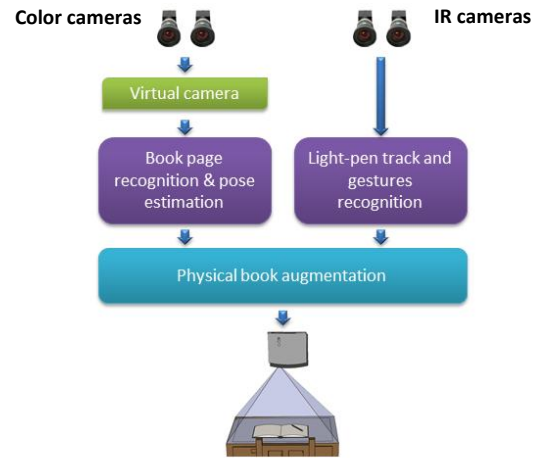 Color cameras
IR cameras
Virtual camera
Book page
recognition & pose
estimation
Light-pen track and
gestures
recognition
Physical book augmentation